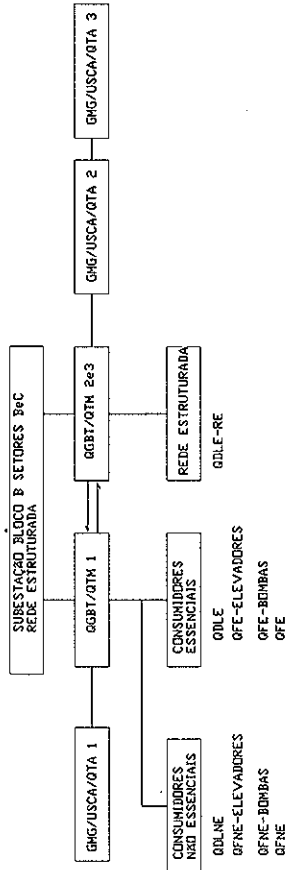 SUBESTAÇÃO BLOCO B SETORES BeC
REDE ESTRUTURADA
GMG/USCA/QTA 1
QGBT/QTM 1
QGBT/QTM 2e3
GMG/USCA/QTA 2
GMG/USCA/QTA 3
CONSUMIDORES
NÃO ESSENCIAIS
QDLNE
QFNE-ELEVADORES
QFNE-BOMBAS
QFNE
CONSUMIDORES
ESSENCIAIS
QDLE
QFE-ELEVADORES
QFE-BOMBAS
QFE
REDE ESTRUTURADA
QDLE-RE